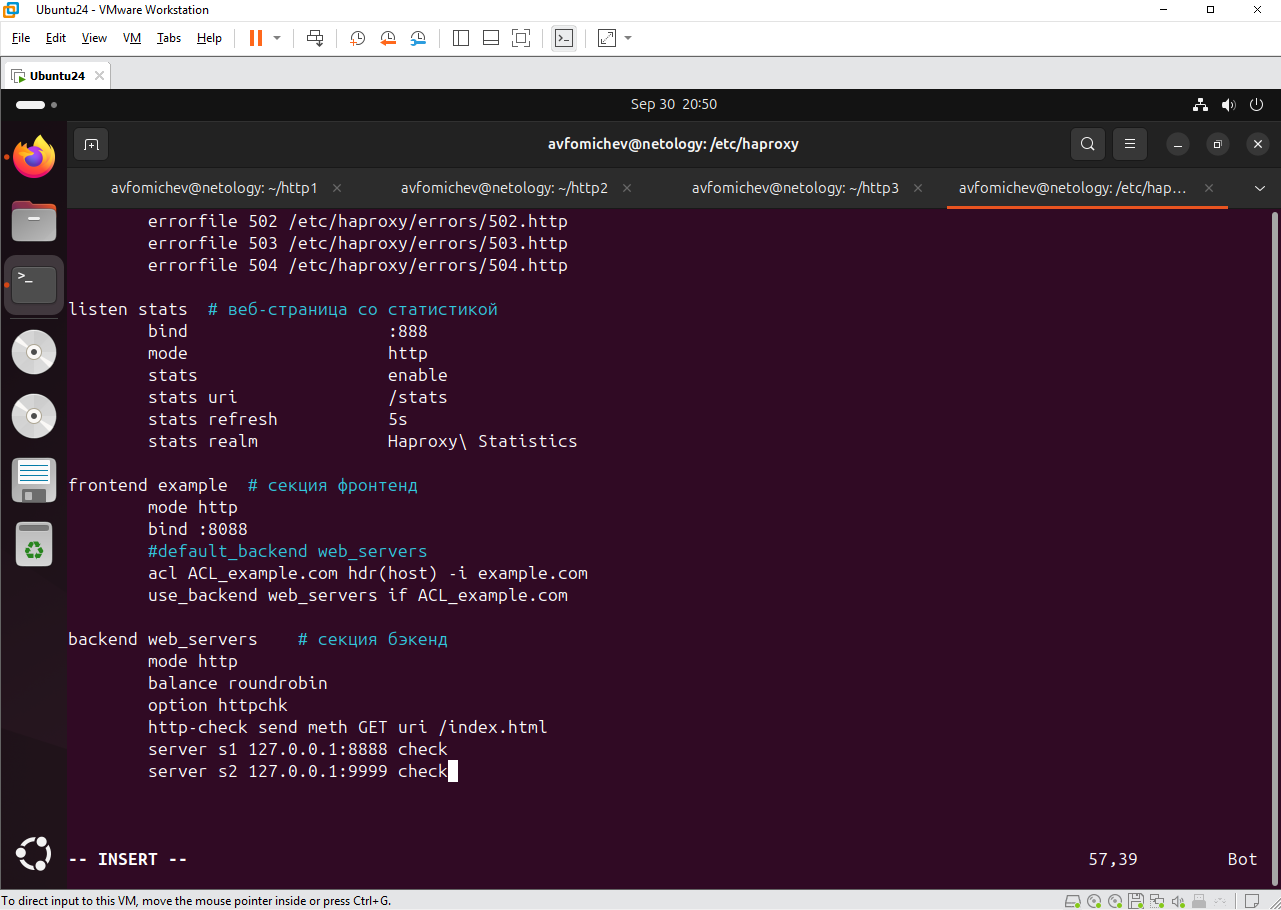 Ubuntu24 - VMware Workstation
File Edit View VM Tabs Help
Ubuntu24
Sep 30 20:50
avfomichev@netology: /etc/haproxy
avfomichev@netology: ~/http1
avfomichev@netology: ~/http2
avfomichev@netology: ~/http3
avfomichev@netology: /etc/hap...
errorfile 502 /etc/haproxy/errors/502.http
errorfile 503 /etc/haproxy/errors/503.http
errorfile 504 /etc/haproxy/errors/504.http
listen stats # веб-страница со статистикой
bind :888
mode http
stats enable
stats uri /stats
stats refresh 5s
stats realm Haproxy\ Statistics
frontend example # секция фронтенд
mode http
bind :8088
#default_backend web_servers
acl ACL_example.com hdr(host) -i example.com
use_backend web_servers if ACL_example.com
backend web_servers # секция бэкенд
mode http
balance roundrobin
option httpchk
http-check send meth GET uri /index.html
server s1 127.0.0.1:8888 check
server s2 127.0.0.1:9999 check
-- INSERT -- 57,39 Bot
To direct input to this VM, move the mouse pointer inside or press Ctrl+G.